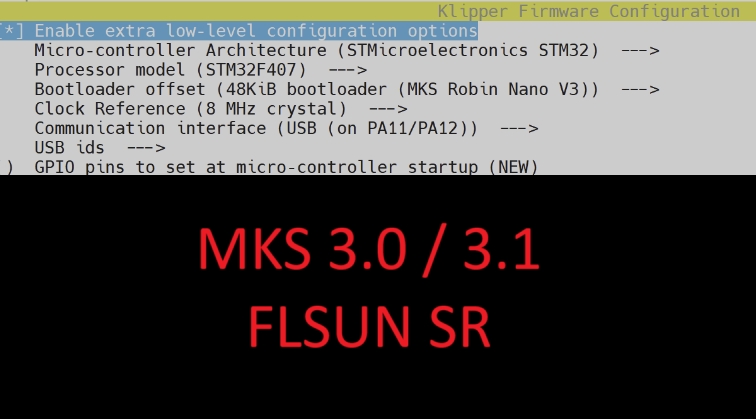 Klipper Firmware Configuration
[*] Enable extra low-level configuration options
Micro-controller Architecture (STMicroelectronics STM32)  --->
Processor model (STM32F407)  --->
Bootloader offset (48KiB bootloader (MKS Robin Nano V3))  --->
Clock Reference (8 MHz crystal)  --->
Communication interface (USB (on PA11/PA12))  --->
USB ids  --->
)  GPIO pins to set at micro-controller startup (NEW)
MKS 3.0 / 3.1
FLSUN SR